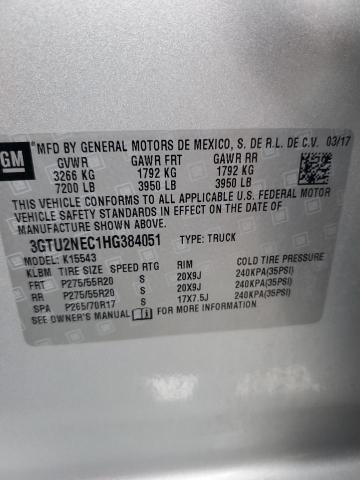 GM
MFD BY GENERAL MOTORS DE MEXICO, S. DE R.L. DE C.V. 03/17
GVWR GAWR FRT GAWR RR
3266 KG 1792 KG 1792 KG
7200 LB 3950 LB 3950 LB
THIS VEHICLE CONFORMS TO ALL APPLICABLE U.S. FEDERAL MOTOR
VEHICLE SAFETY STANDARDS IN EFFECT ON THE DATE OF
MANUFACTURE SHOWN ABOVE.
3GTU2NEC1HG384051 TYPE: TRUCK
MODEL: K15543
KLBM TIRE SIZE SPEED RTG RIM COLD TIRE PRESSURE
FRT P275/55R20 S 20X9J 240KPA(35PSI)
RR P275/55R20 S 20X9J 240KPA(35PSI)
SPA P265/70R17 S 17X7.5J 240KPA(35PSI)
SEE OWNER'S MANUAL FOR MORE INFORMATION